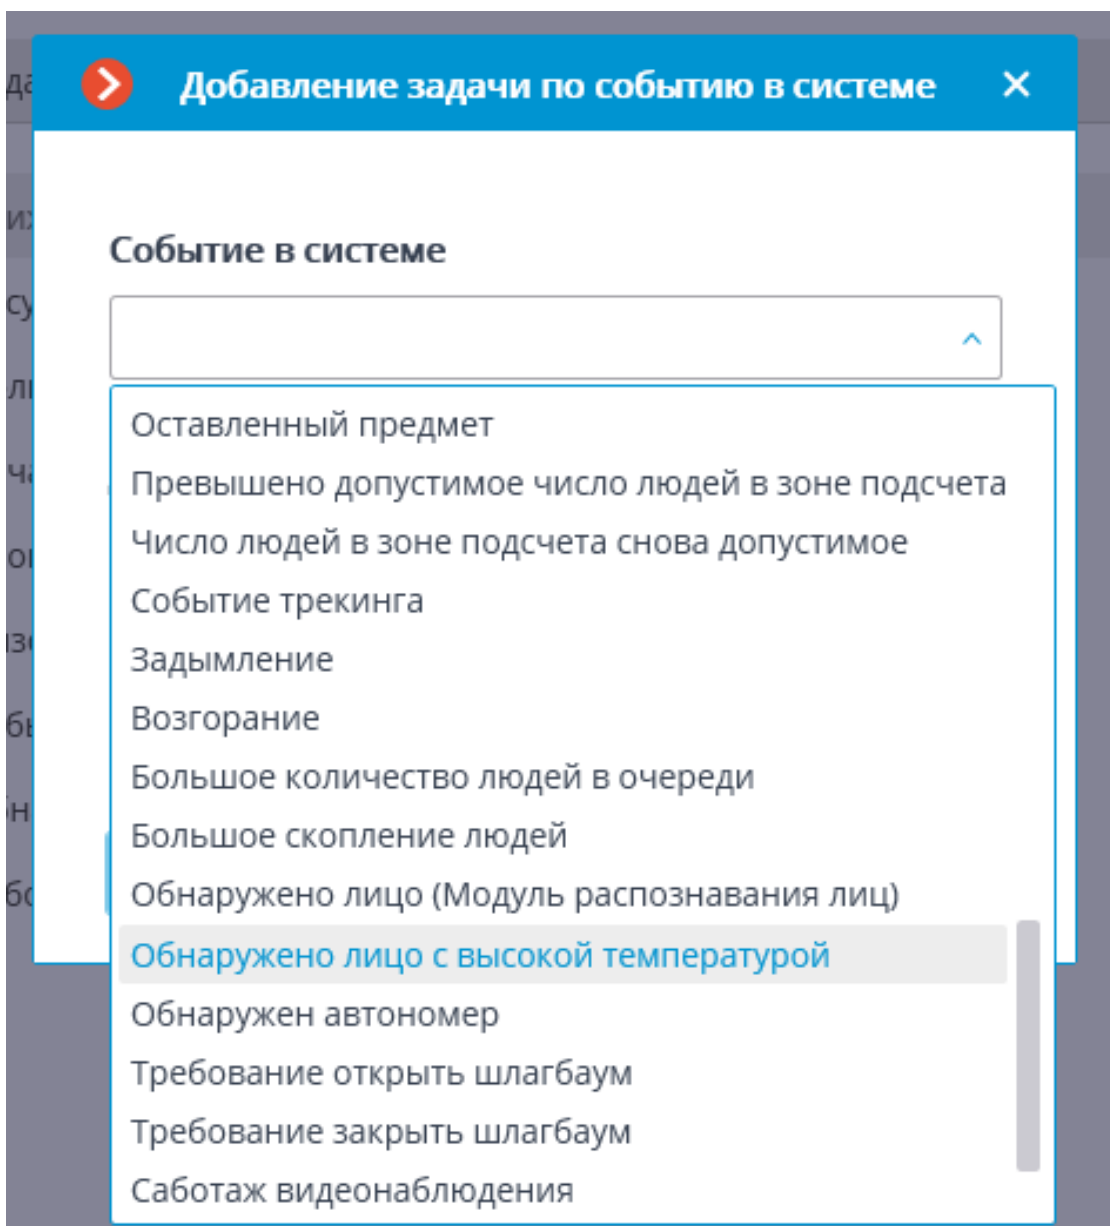 Добавление задачи по событию в системе
Событие в системе
Оставленный предмет
Превышено допустимое число людей в зоне подсчета
Число людей в зоне подсчета снова допустимое
Событие трекинга
Задымление
Возгорание
Большое количество людей в очереди
Большое скопление людей
Обнаружено лицо (Модуль распознавания лиц)
Обнаружено лицо с высокой температурой
Обнаружен автономер
Требование открыть шлагбаум
Требование закрыть шлагбаум
Саботаж видеонаблюдения